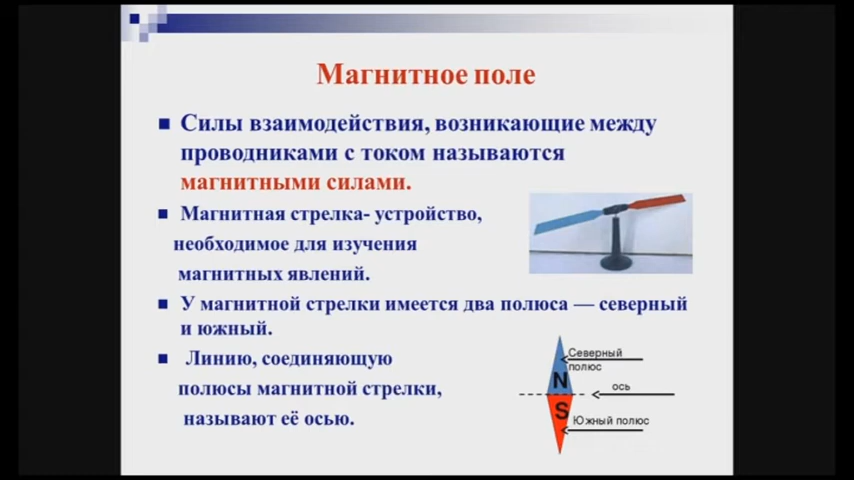 Магнитное поле
Силы взаимодействия, возникающие между
проводниками с током называются
магнитными силами.
Магнитная стрелка- устройство,
необходимое для изучения
магнитных явлений.
У магнитной стрелки имеется два полюса — северный
и южный.
Линию, соединяющую
полюсы магнитной стрелки,
называют её осью.
Северный
полюс
N
ось
S
Южный полюс